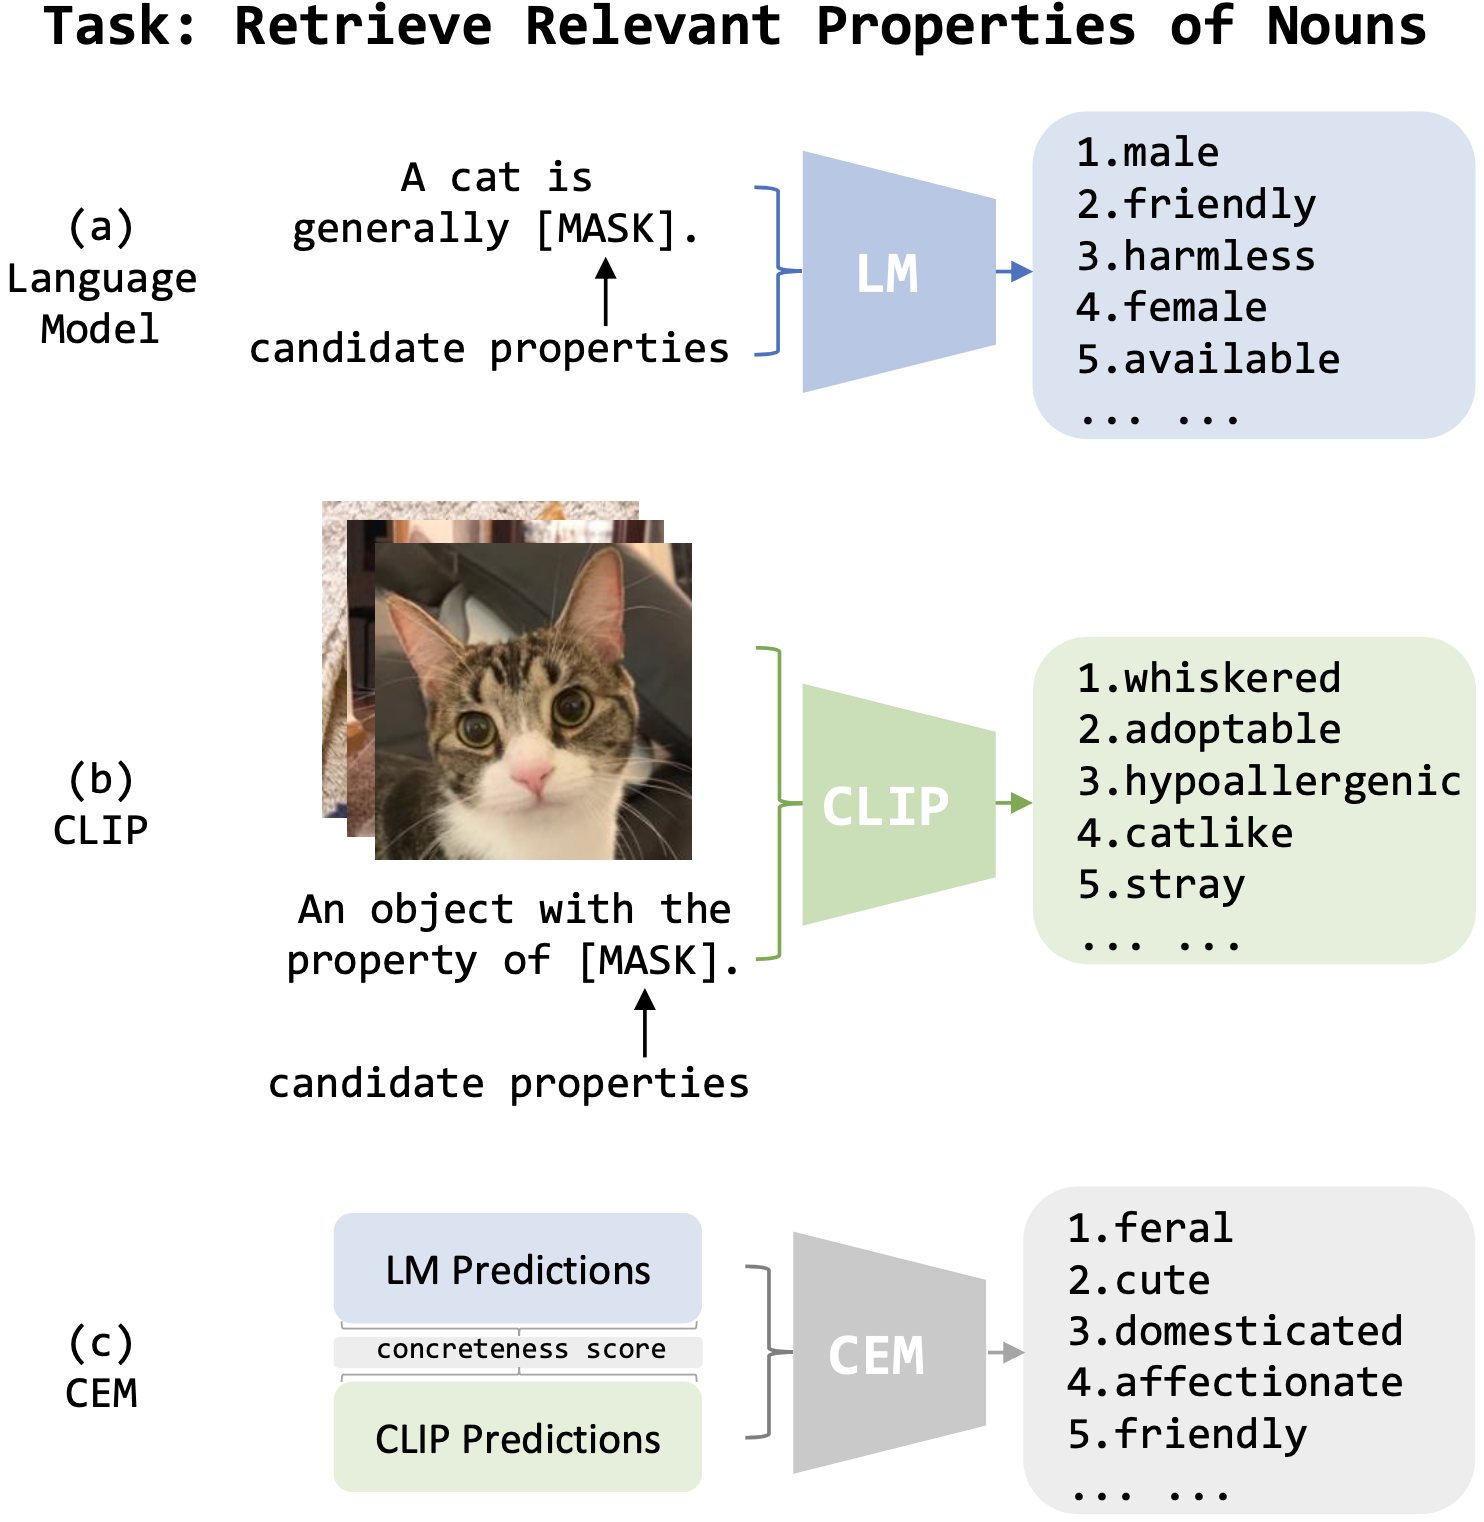 Task: Retrieve Relevant Properties of Nouns
(a)
Language
Model
A cat is
generally [MASK].
candidate properties
LM
1.male
2.friendly
3.harmless
4.female
5.available
... ...
(b)
CLIP
An object with the
property of [MASK].
candidate properties
CLIP
1.whiskered
2.adoptable
3.hypoallergenic
4.catlike
5.stray
... ...
(c)
CEM
LM Predictions
concreteness score
CLIP Predictions
CEM
1.feral
2.cute
3.domesticated
4.affectionate
5.friendly
... ...